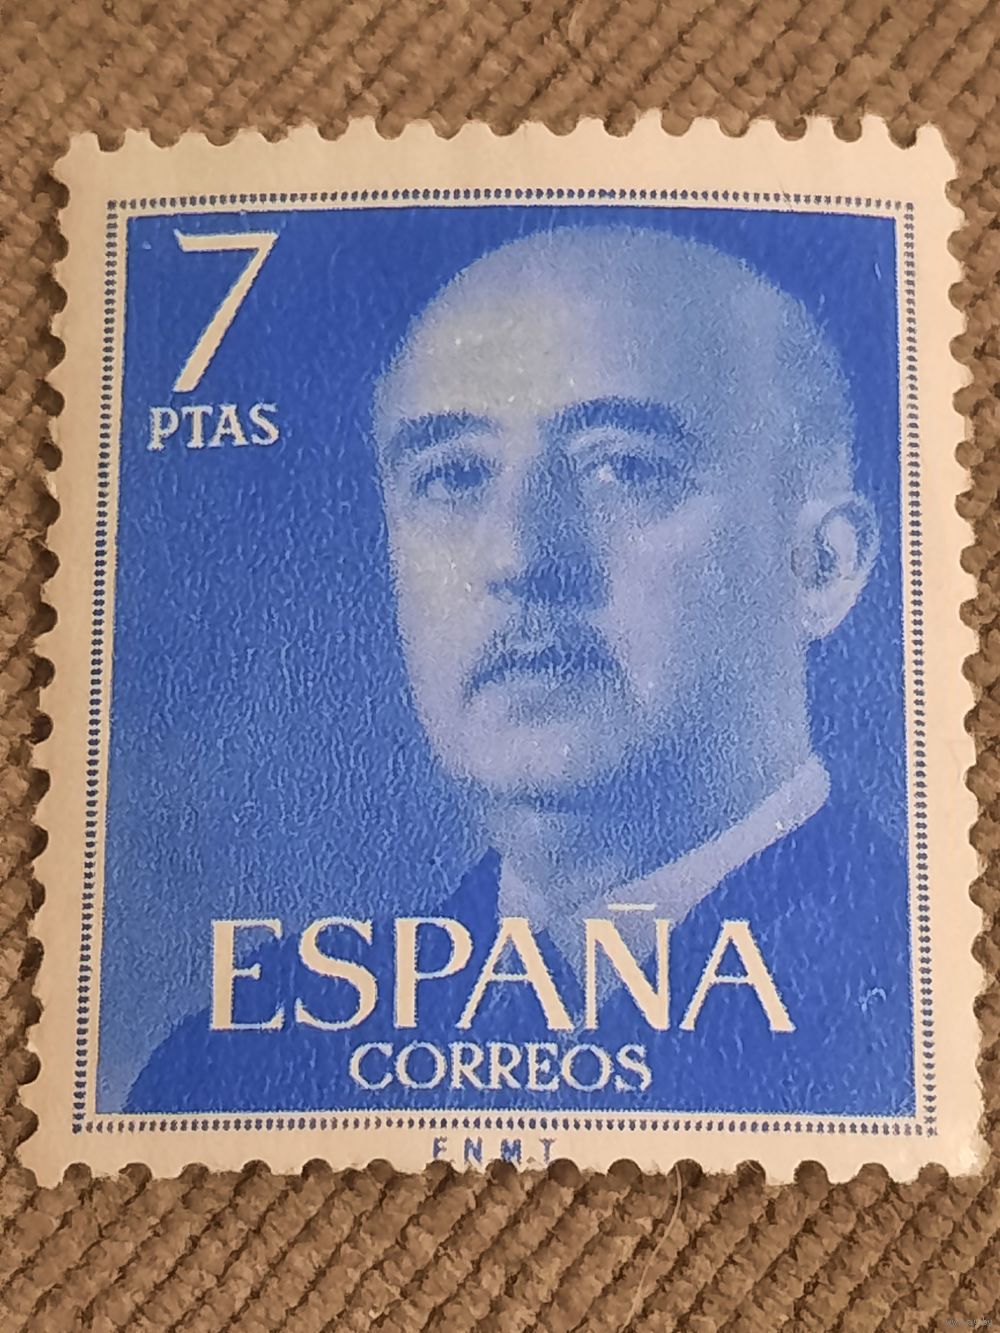 7
PTAS
ESPAÑA
CORREOS
F.N.M.T